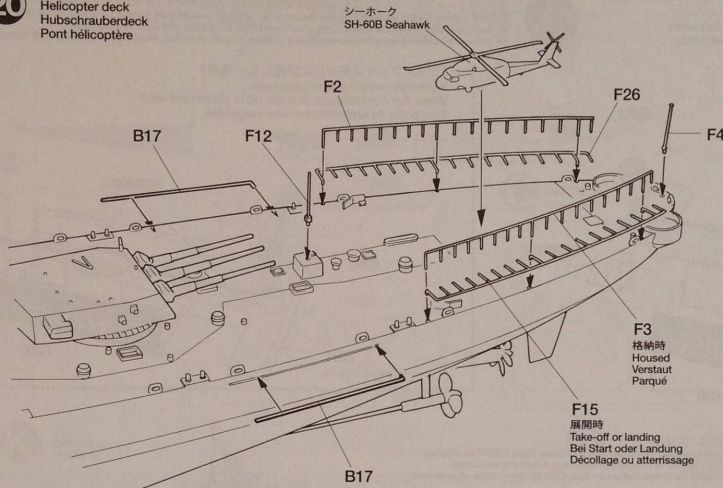 20
Helicopter deck
Hubschrauberdeck
Pont hélicoptère
シーホーク
SH-60B Seahawk
F2
F26
B17
F12
F4
F3
格納時
Housed
Verstaut
Parqué
F15
展開時
Take-off or landing
Bei Start oder Landung
Décollage ou atterrissage
B17